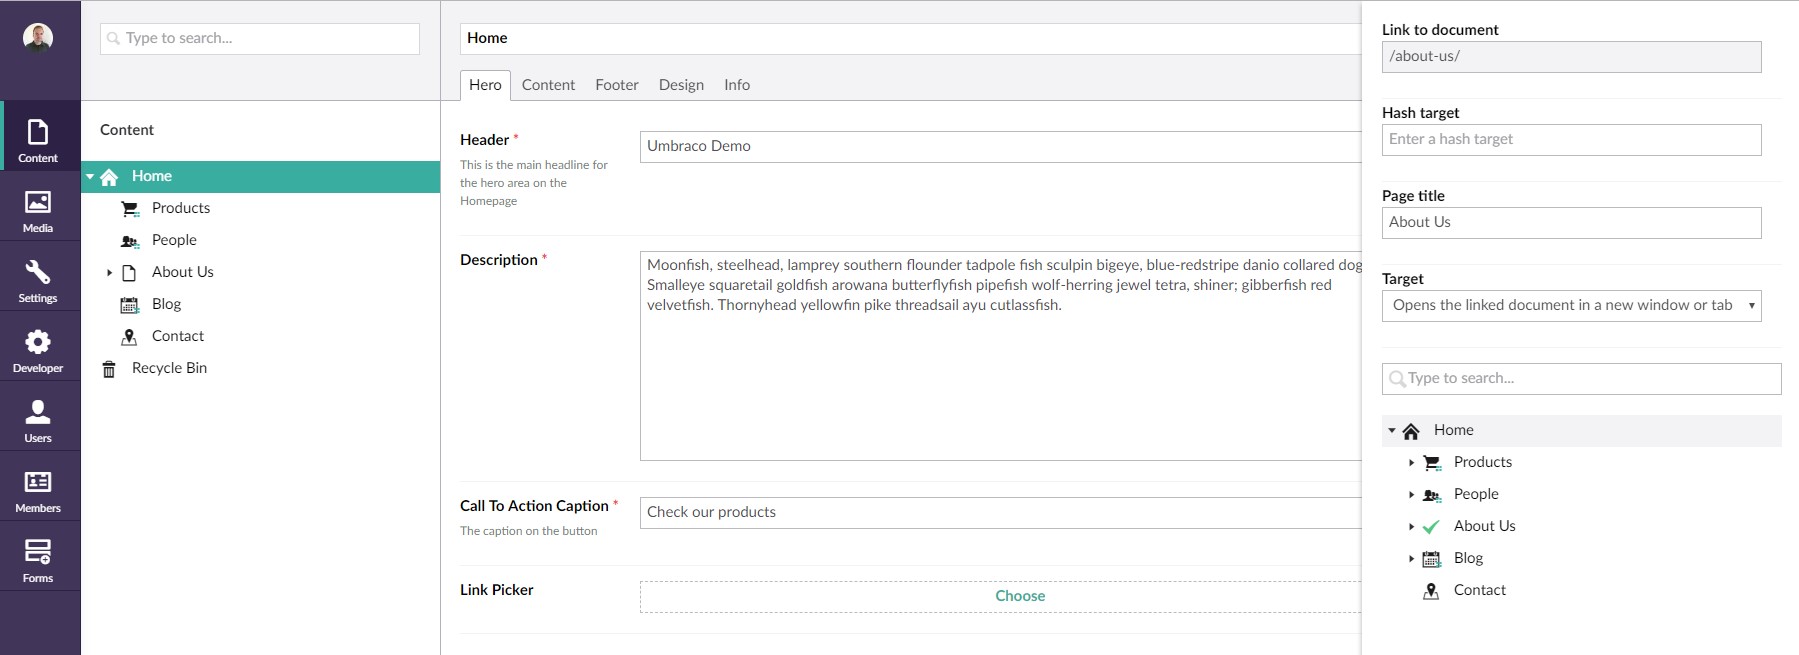 Content
Media
Settings
Developer
Users
Members
Forms
Type to search...
Content
Home
Products
People
About Us
Blog
Contact
Recycle Bin
Home
Hero Content Footer Design Info
Header *
This is the main headline for
the hero area on the
Homepage
Umbraco Demo
Description *
Moonfish, steelhead, lamprey southern flounder tadpole fish sculpin bigeye, blue-redstripe danio collared dog
Smalleye squaretail goldfish arowana butterflyfish pipefish wolf-herring jewel tetra, shiner; gibberfish red
velvetfish. Thornyhead yellowfin pike threadsail ayu cutlassfish.
Call To Action Caption *
The caption on the button
Check our products
Link Picker
Choose
Link to document
/about-us/
Hash target
Enter a hash target
Page title
About Us
Target
Opens the linked document in a new window or tab
Type to search...
Home
Products
People
About Us
Blog
Contact